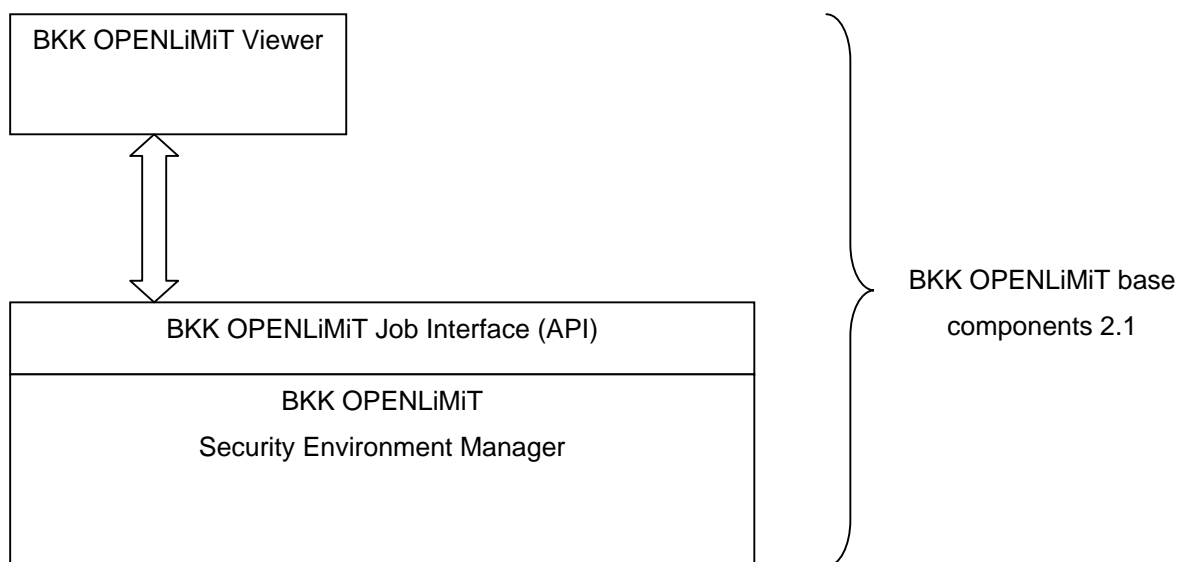 BKK OPENLiMiT Viewer
BKK OPENLiMiT Job Interface (API)
BKK OPENLiMiT
Security Environment Manager
BKK OPENLiMiT base
components 2.1